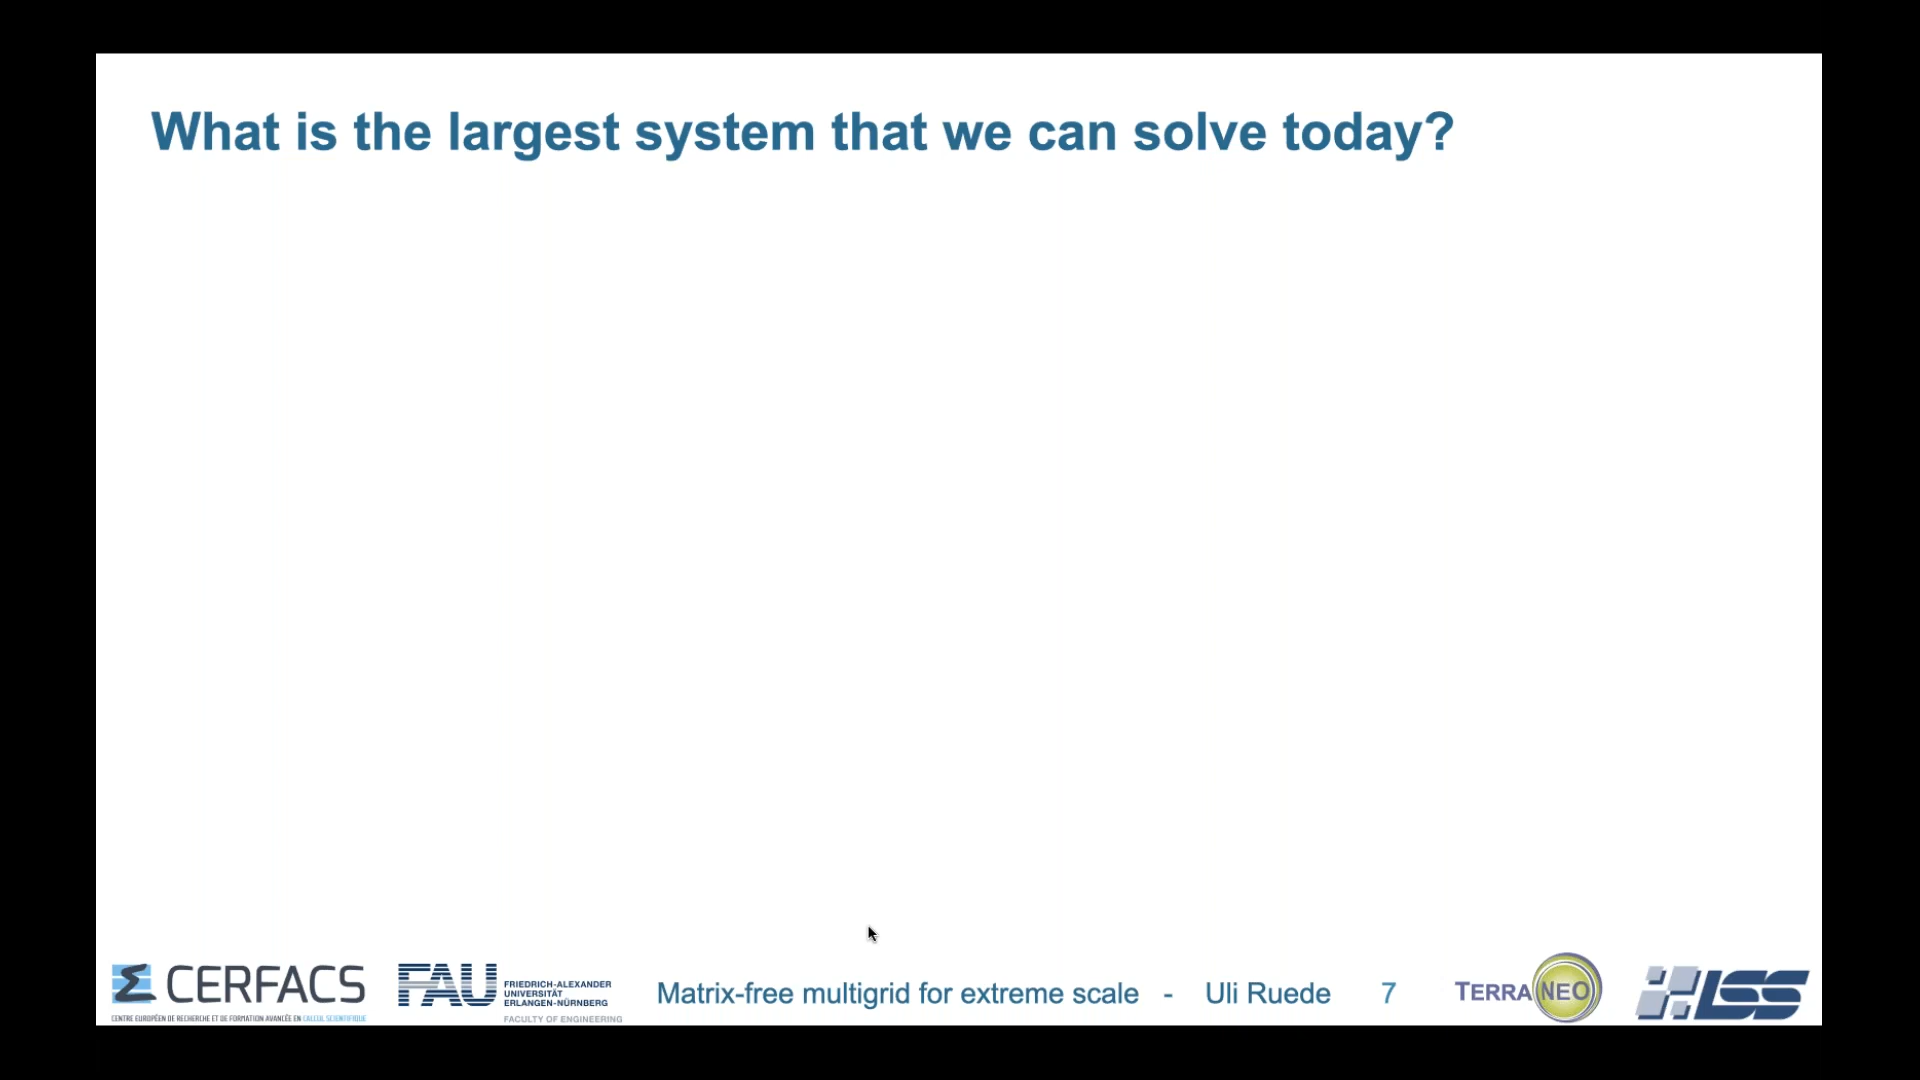 What is the largest system that we can solve today?
CERFACS
CENTRE EUROPÉEN DE RECHERCHE ET DE FORMATION AVANCÉE EN CALCUL SCIENTIFIQUE
FAU
FRIEDRICH-ALEXANDER
UNIVERSITÄT
ERLANGEN-NÜRNBERG
FACULTY OF ENGINEERING
Matrix-free multigrid for extreme scale - Uli Ruede 7
TERRA NEO
LSS